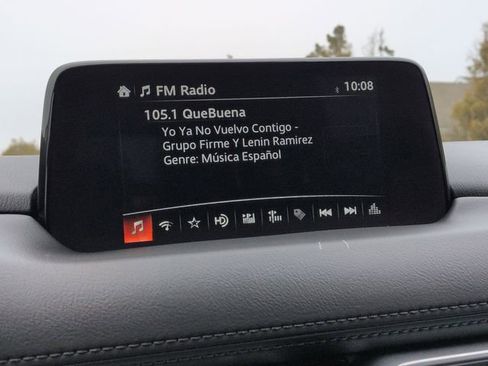 FM Radio 10:08
105.1 QueBuena
Yo Ya No Vuelvo Contigo -
Grupo Firme Y Lenin Ramirez
Genre: Música Español
HD